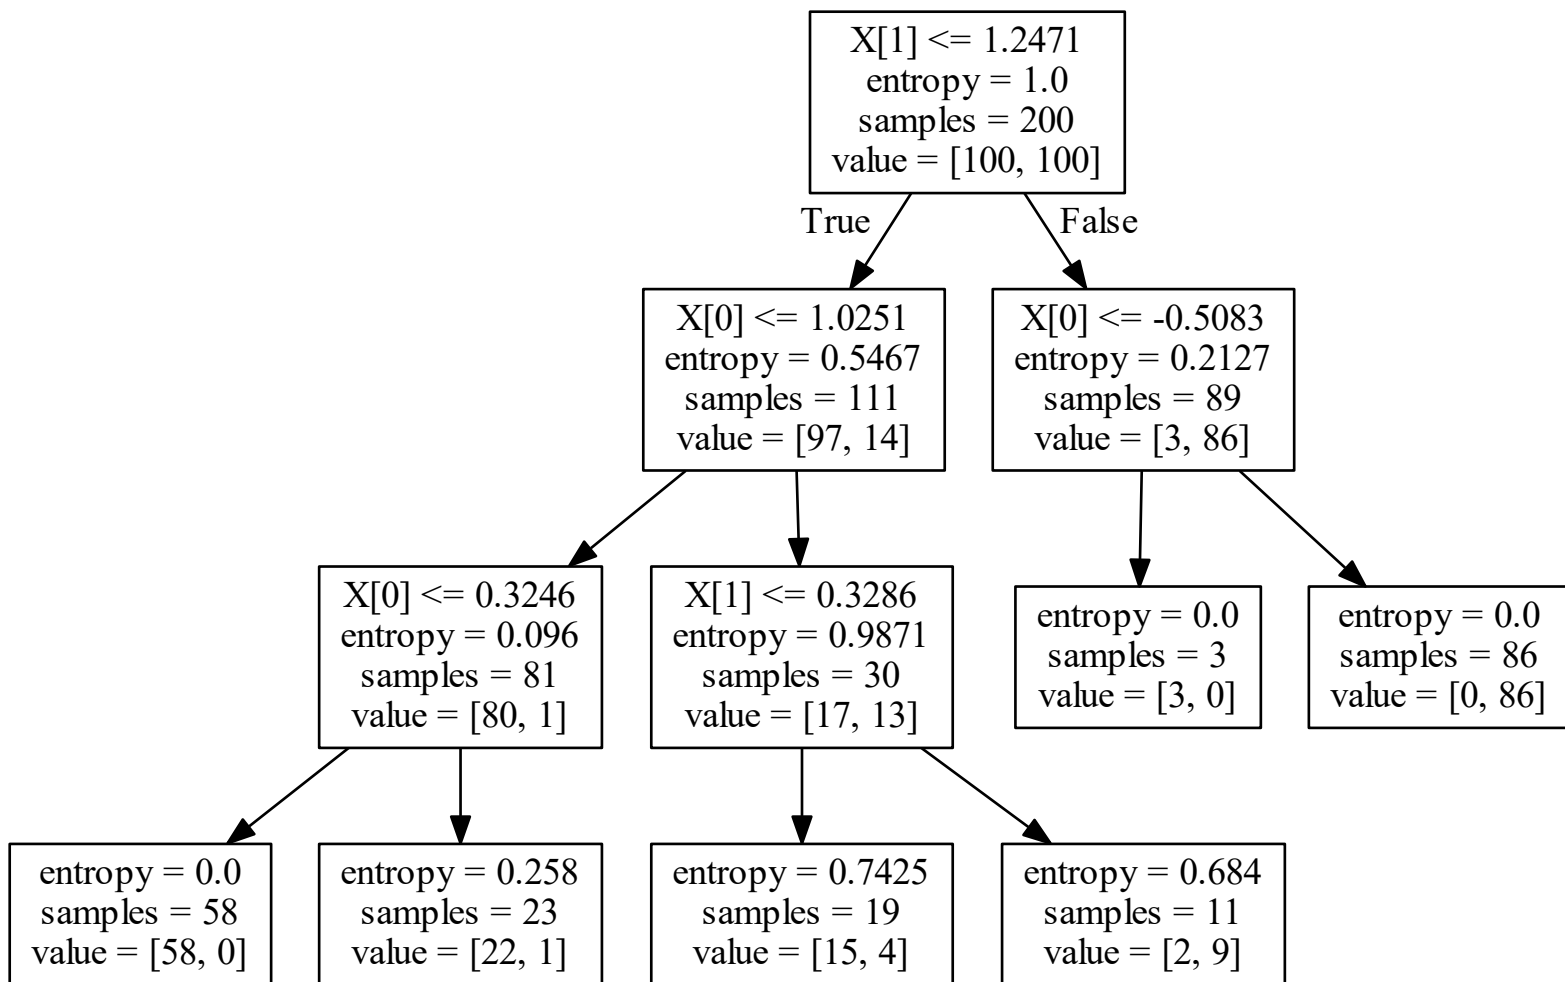 X[1] <= 1.2471
entropy = 1.0
samples = 200
value = [100, 100]
True
False
X[0] <= 1.0251
entropy = 0.5467
samples = 111
value = [97, 14]
X[0] <= -0.5083
entropy = 0.2127
samples = 89
value = [3, 86]
X[0] <= 0.3246
entropy = 0.096
samples = 81
value = [80, 1]
X[1] <= 0.3286
entropy = 0.9871
samples = 30
value = [17, 13]
entropy = 0.0
samples = 3
value = [3, 0]
entropy = 0.0
samples = 86
value = [0, 86]
entropy = 0.0
samples = 58
value = [58, 0]
entropy = 0.258
samples = 23
value = [22, 1]
entropy = 0.7425
samples = 19
value = [15, 4]
entropy = 0.684
samples = 11
value = [2, 9]